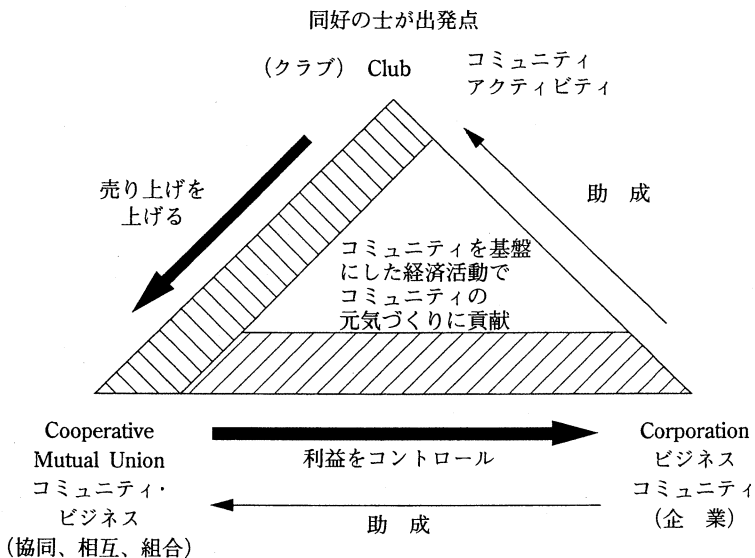 同好の士が出発点
(クラブ) Club
コミュニティ
アクティビティ
売り上げを
上げる
助 成
コミュニティを基盤
にした経済活動で
コミュニティの
元気づくりに貢献
Cooperative
Mutual Union
コミュニティ・
ビジネス
(協同、相互、組合)
利益をコントロール
助 成
Corporation
ビジネス
コミュニティ
(企 業)